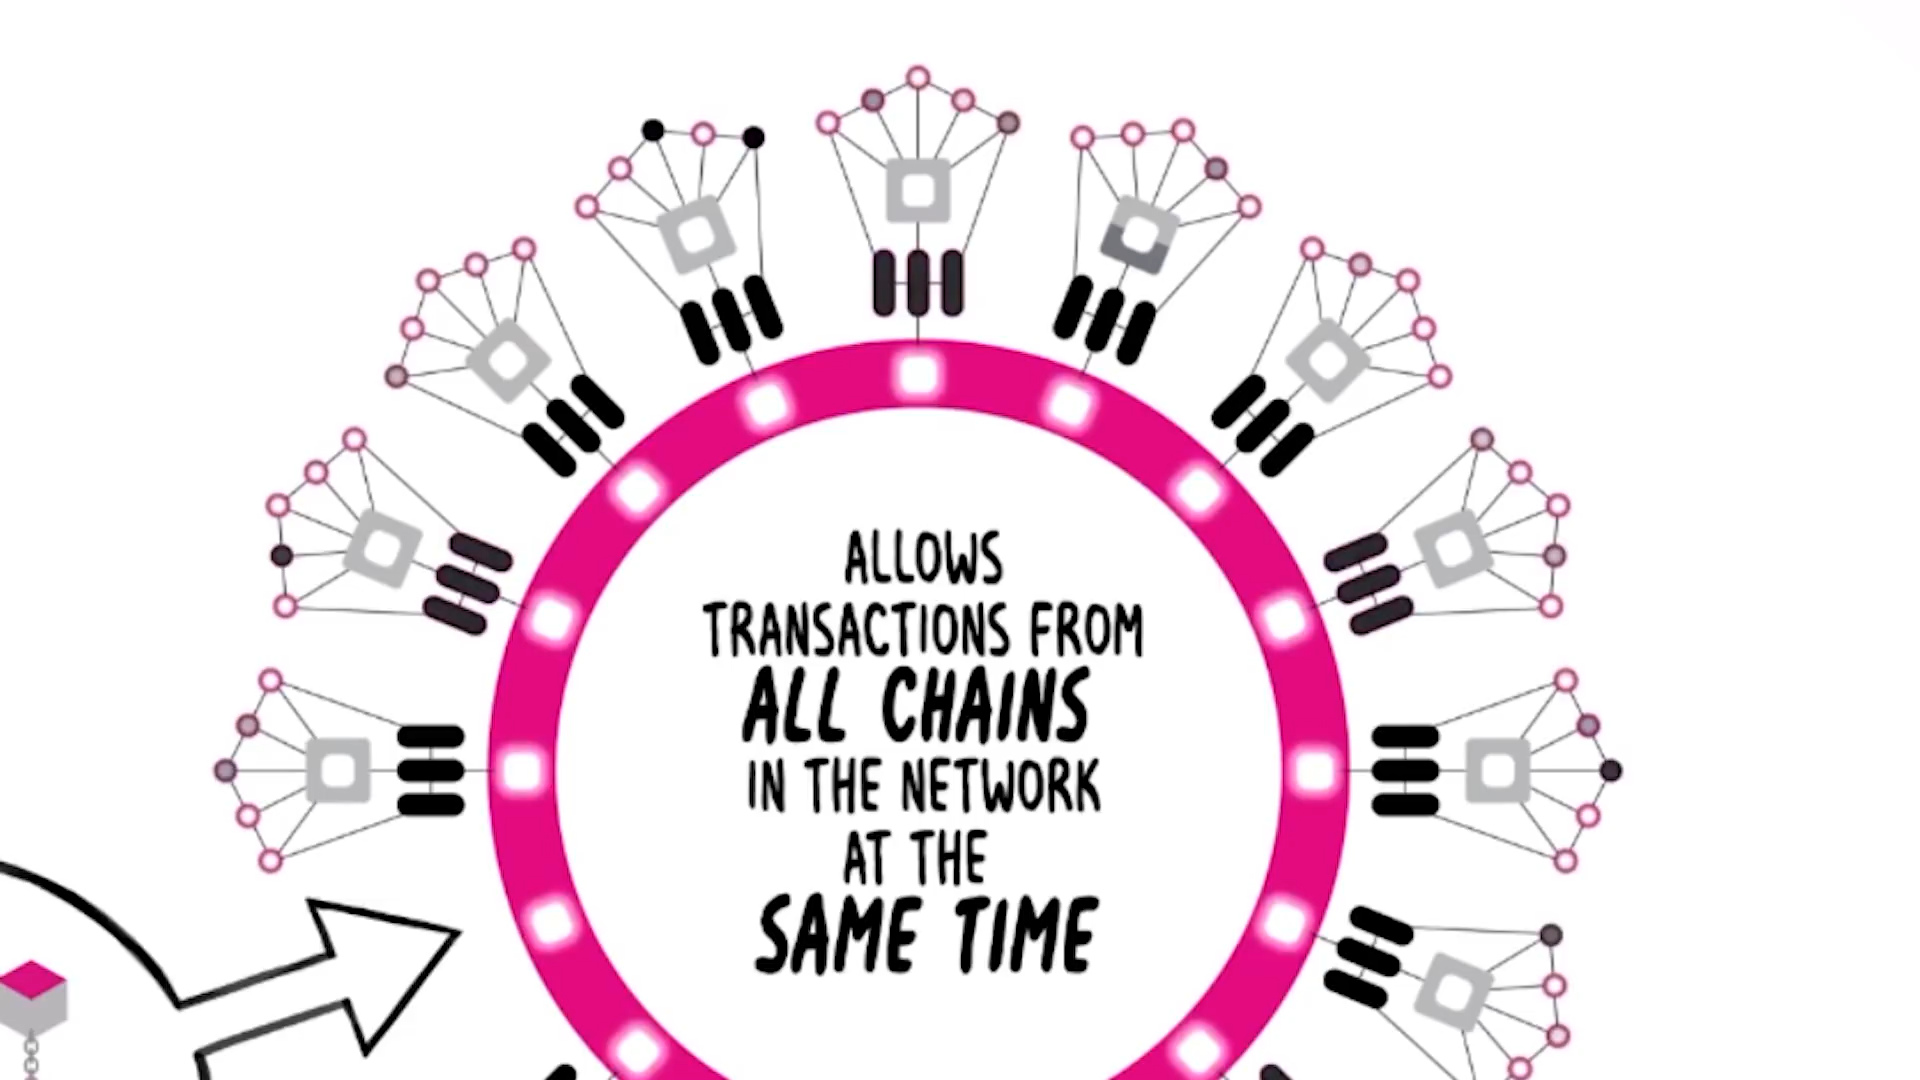 ALLOWS
TRANSACTIONS FROM
ALL CHAINS
IN THE NETWORK
AT THE
SAME TIME